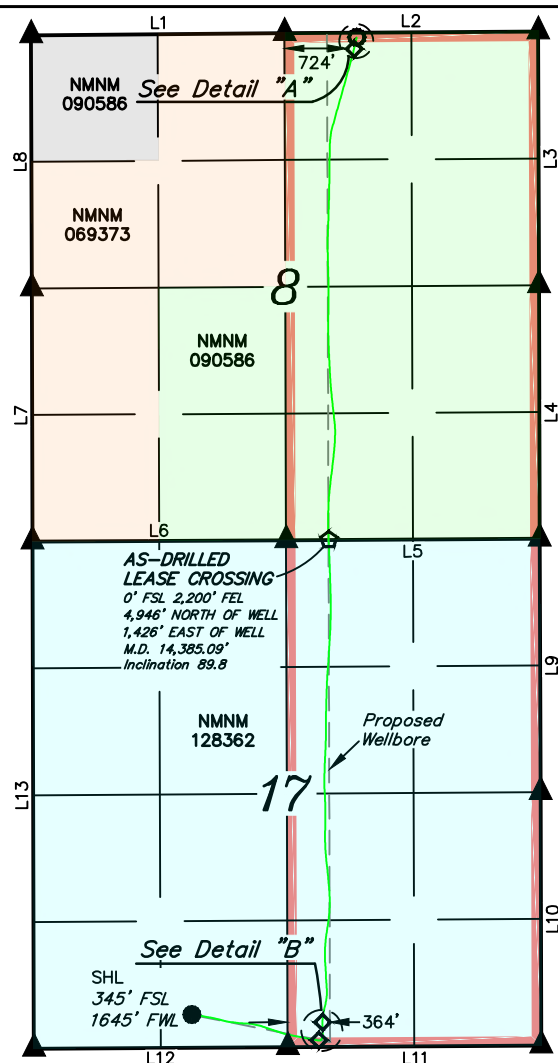 L1
L2
NMNM
090586
See Detail "A"
724'
L8
L3
NMNM
069373
8
NMNM
090586
L7
L4
L6
L5
AS-DRILLED
LEASE CROSSING
0' FSL 2,200' FEL
4,946' NORTH OF WELL
1,426' EAST OF WELL
M.D. 14,385.09'
Inclination 89.8
L9
NMNM
128362
Proposed
Wellbore
17
L13
L10
See Detail "B"
SHL
345' FSL
1645' FWL
364'
L12
L11